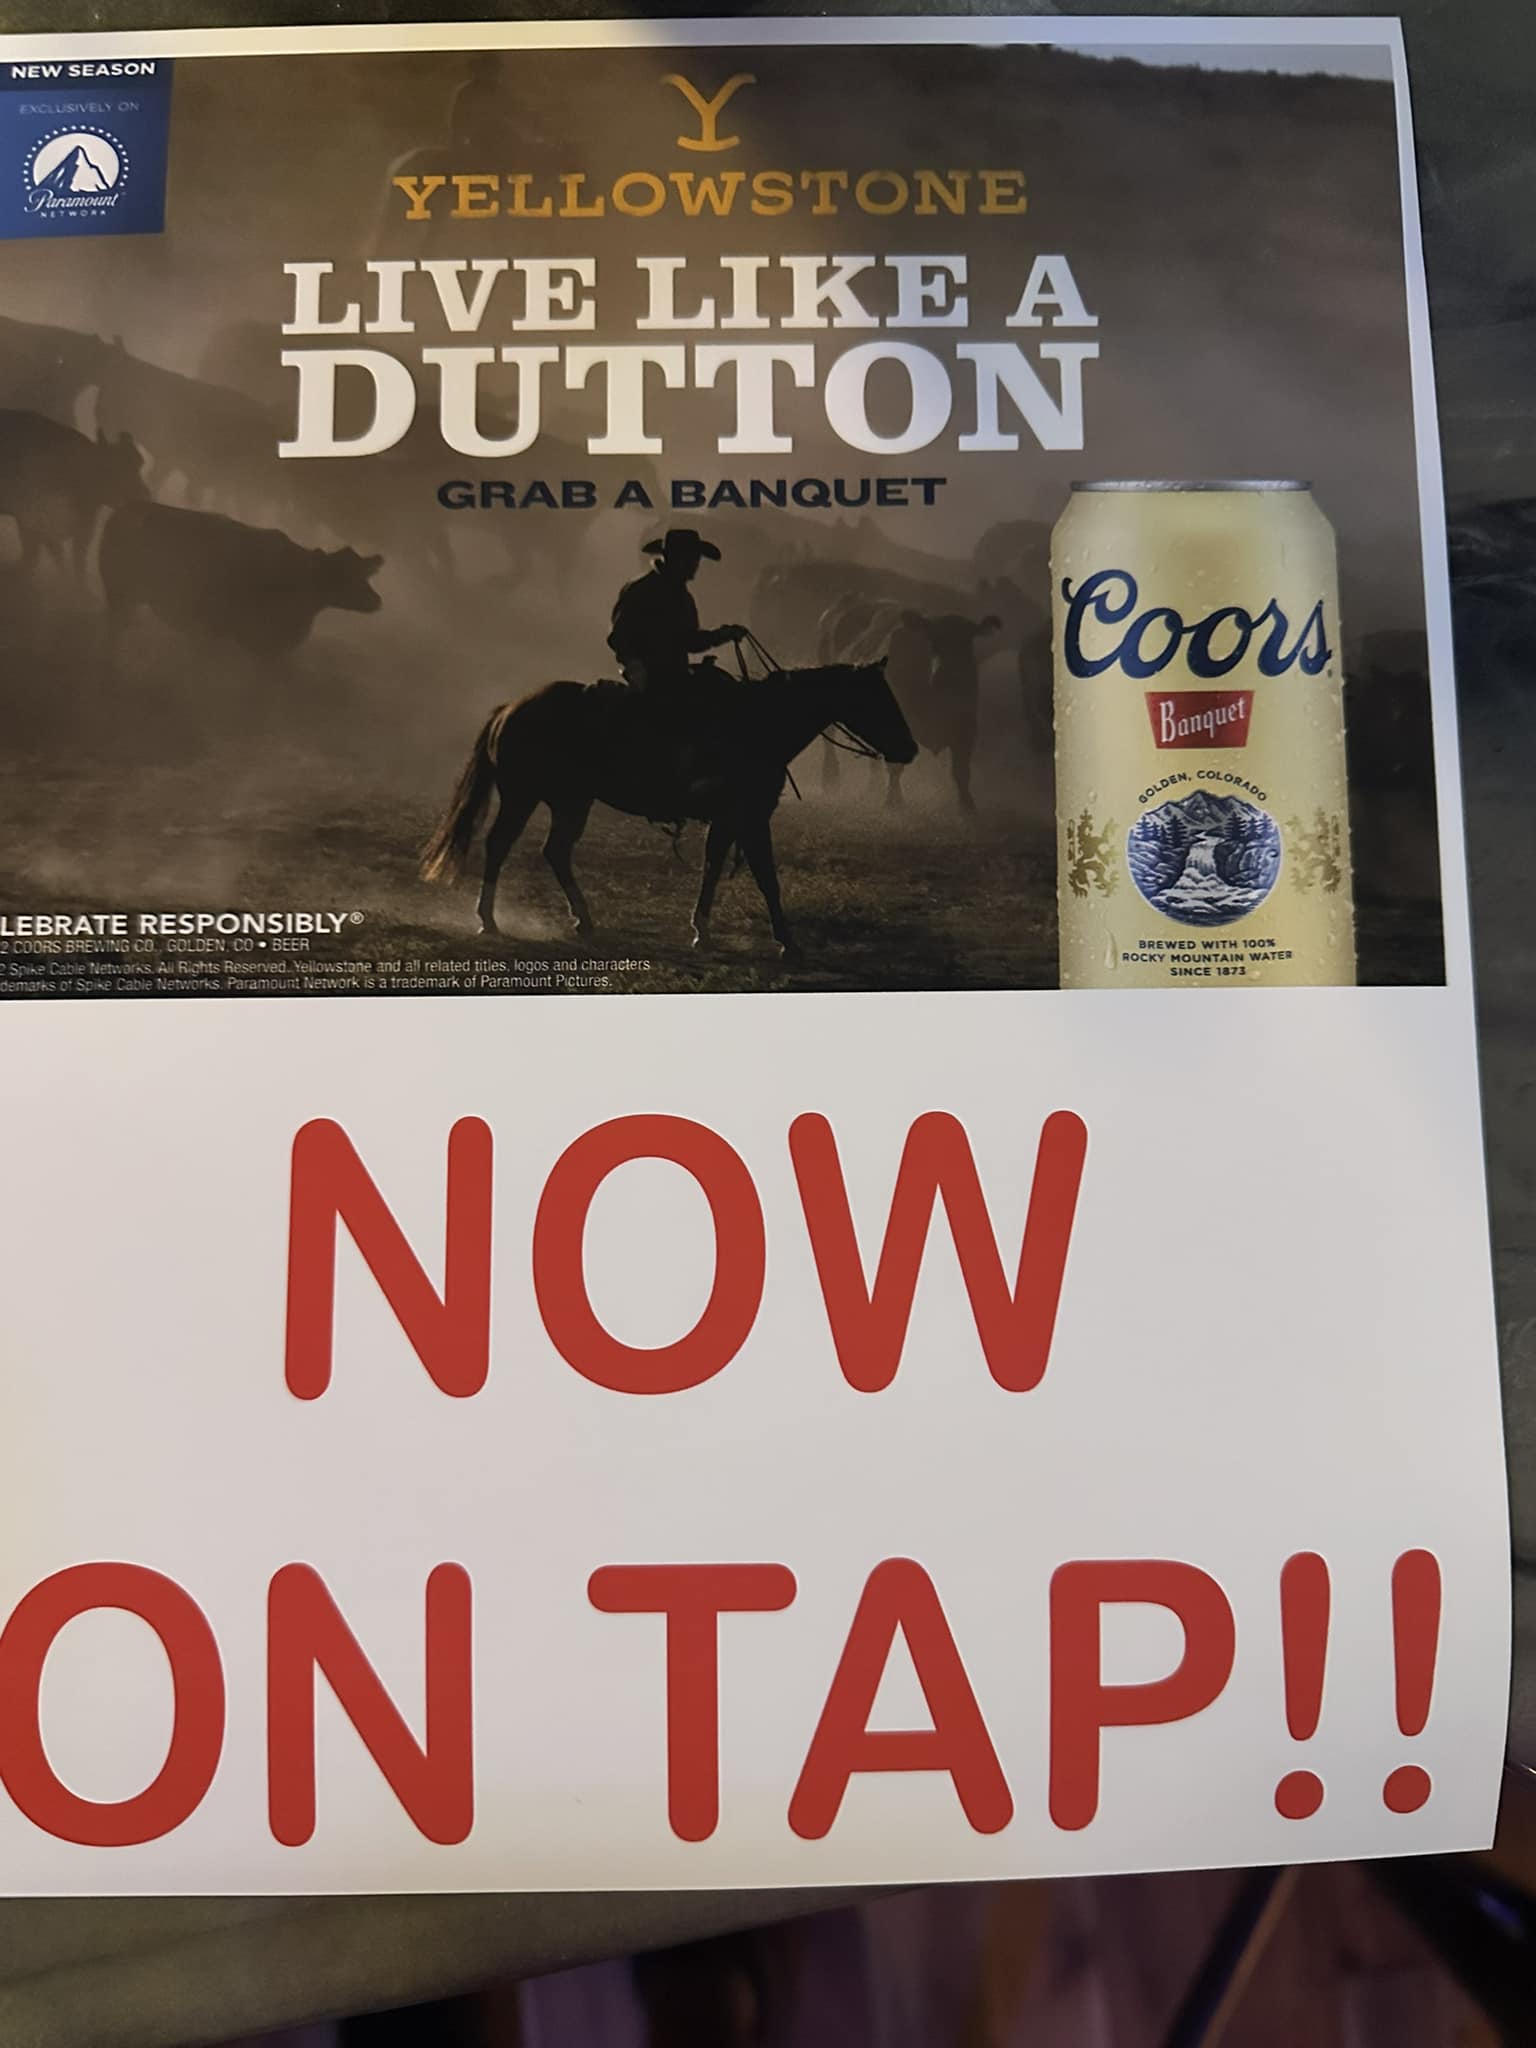 NEW SEASON
EXCLUSIVELY ON
Paramount
NETWORK
Y
YELLOWSTONE
LIVE LIKE A
DUTTON
GRAB A BANQUET
Coors
Banquet
GOLDEN, COLORADO
BREWED WITH 100%
ROCKY MOUNTAIN WATER
SINCE 1873
LEBRATE RESPONSIBLY®
2 COORS BREWING CO., GOLDEN, CO • BEER
2 Spike Cable Networks. All Rights Reserved. Yellowstone and all related titles, logos and characters
demarks of Spike Cable Networks. Paramount Network is a trademark of Paramount Pictures.
NOW
ON TAP!!